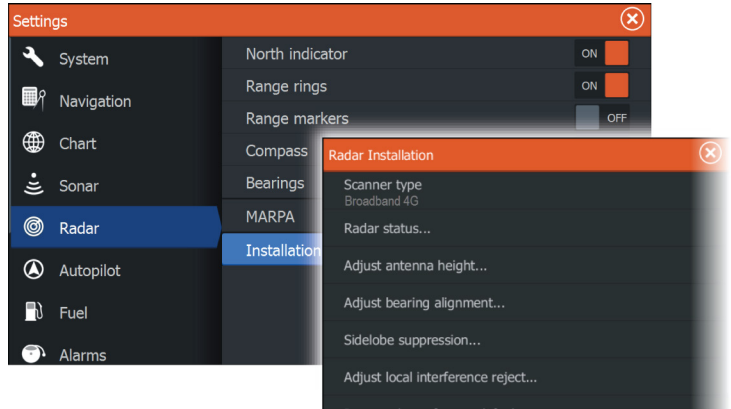 Settings
System
Navigation
Chart
Sonar
Radar
Autopilot
Fuel
Alarms
North indicator
ON
Range rings
ON
Range markers
OFF
Compass
Bearings
MARPA
Installation
Radar Installation
Scanner type
Broadband 4G
Radar status...
Adjust antenna height...
Adjust bearing alignment...
Sidelobe suppression...
Adjust local interference reject...